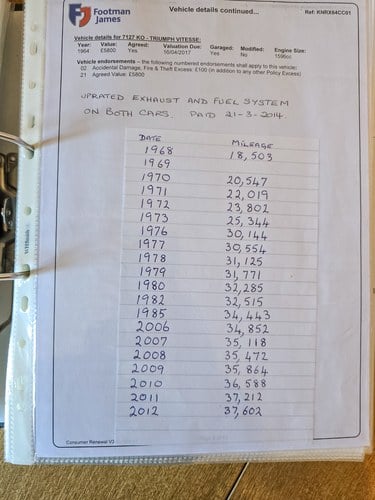 Footman
James
Vehicle details continued...
Ref: KNRX64CC01
Vehicle details for 7127 KO - TRIUMPH VITESSE:
Year: Value: Agreed: Valuation Due: Garaged: Modified: Engine Size:
1964 £5800 Yes 16/04/2017 Yes Yes 1596cc
Vehicle endorsements – the following numbered endorsements shall apply to this vehicle:
02 Accidental Damage, Fire & Theft Excess: £100 (in addition to any other Policy Excess)
21 Agreed Value: £5800
UPRATED EXHAUST AND FUEL SYSTEM
ON BOTH CARS. PAID 21-3-2014.
DATE MILEAGE
1968 18,503
1969
1970 20,547
1971 22,019
1972 23,802
1973 25,344
1976 30,144
1977 30,554
1978 31,125
1979 31,771
1980 32,285
1982 32,515
1985 34,443
2006 34,852
2007 35,118
2008 35,472
2009 35,864
2010 36,588
2011 37,212
2012 37,602
Consumer Renewal V3